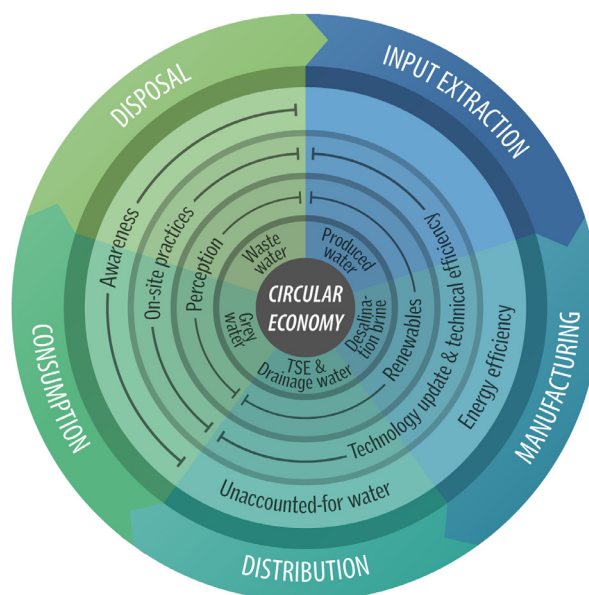 DISPOSAL
INPUT EXTRACTION
MANUFACTURING
DISTRIBUTION
CONSUMPTION
Awareness
On-site practices
Perception
Waste
water
Produced
water
Grey
water
CIRCULAR
ECONOMY
Desalina-
tion brine
TSE &
Drainage water
Renewables
Technology update & technical efficiency
Energy efficiency
Unaccounted-for water